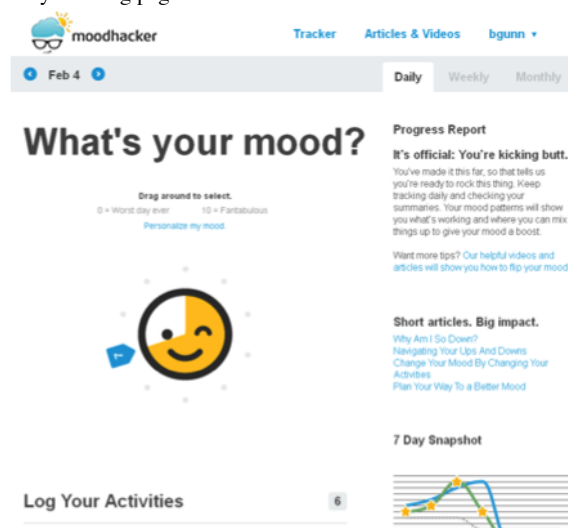 moodhacker
Tracker
Articles & Videos
bgunn
Feb 4
Daily
Weekly
Monthly
What's your mood?
Drag around to select.
0 = Worst day ever
10 = Fantabulous
Personalize my mood.
7
Log Your Activities
6
Progress Report
It's official: You're kicking butt.
You've made it this far, so that tells us
you're ready to rock this thing. Keep
tracking daily and checking your
summaries. Your mood patterns will show
you what's working and where you can mix
things up to give your mood a boost.
Want more tips? Our helpful videos and
articles will show you how to flip your mood
Short articles. Big impact.
Why Am I So Down?
Navigating Your Ups And Downs
Change Your Mood By Changing Your
Activities
Plan Your Way To a Better Mood
7 Day Snapshot